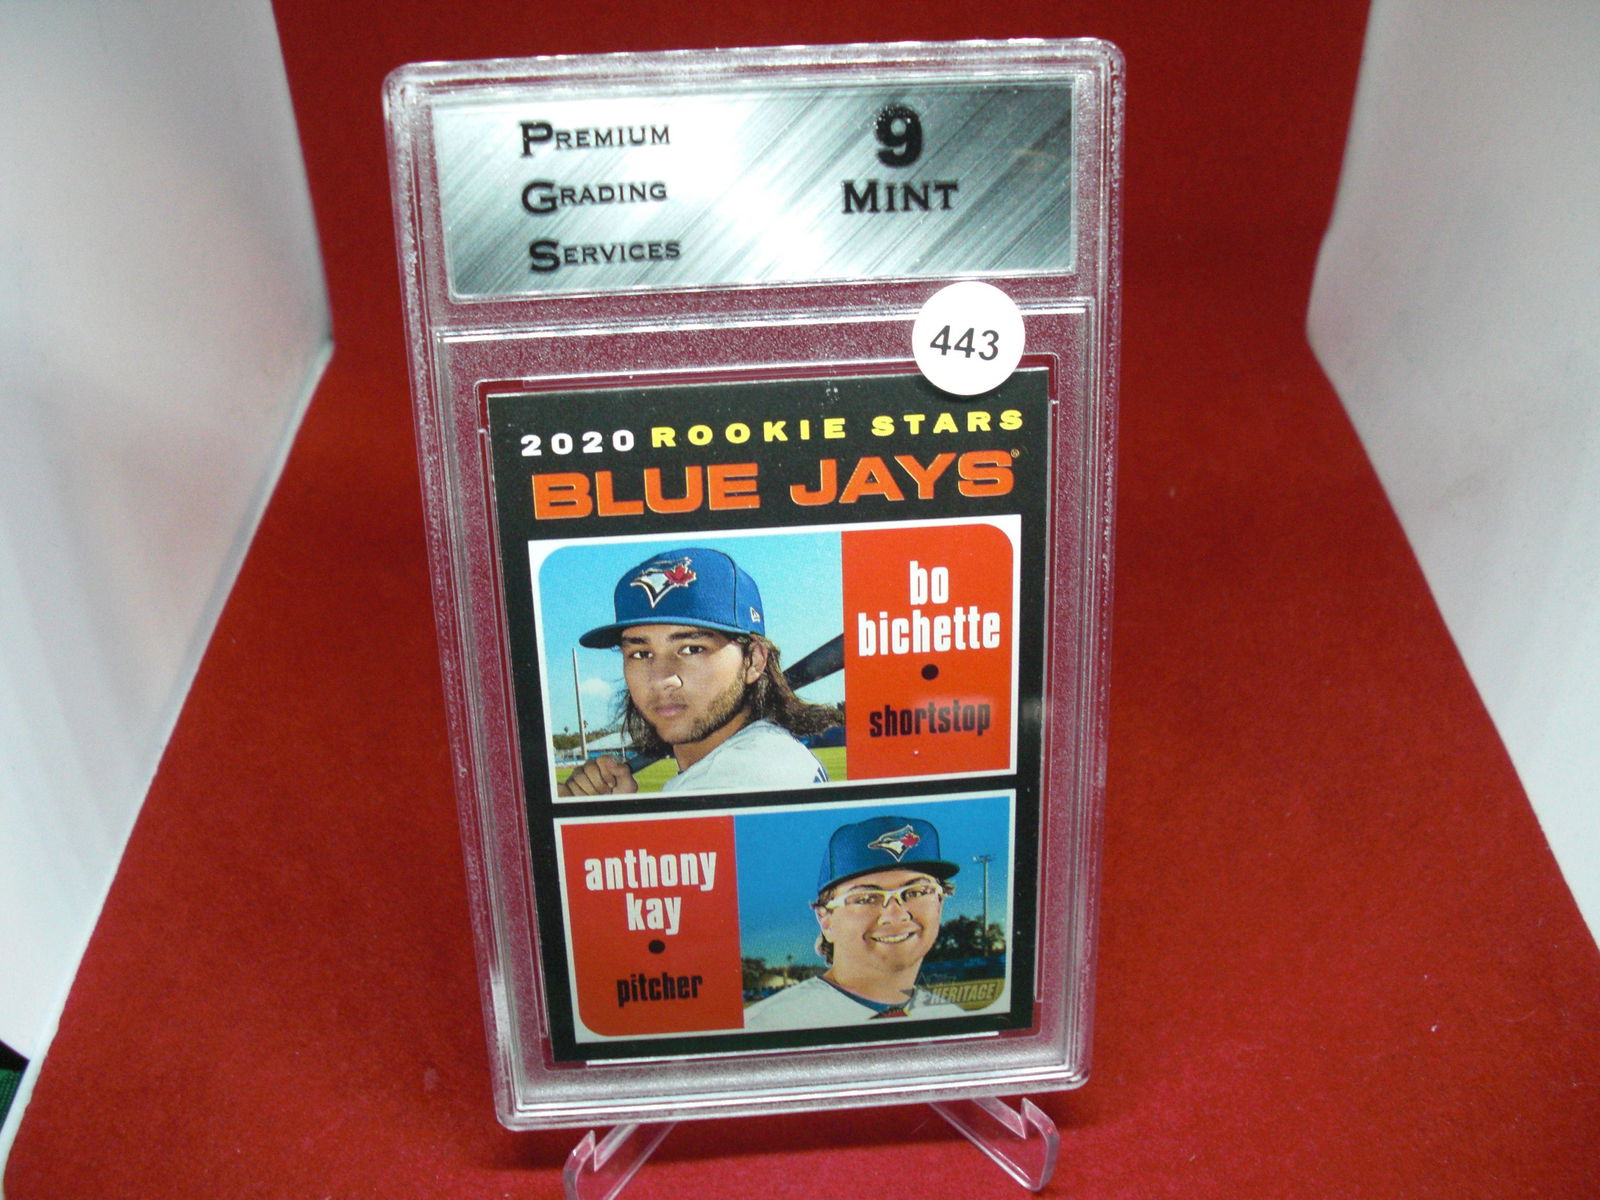 PREMIUM
GRADING
SERVICES
9
MINT
443
2020 ROOKIE STARS
BLUE JAYS®
bo
bichette
shortstop
anthony
kay
pitcher
HERITAGE